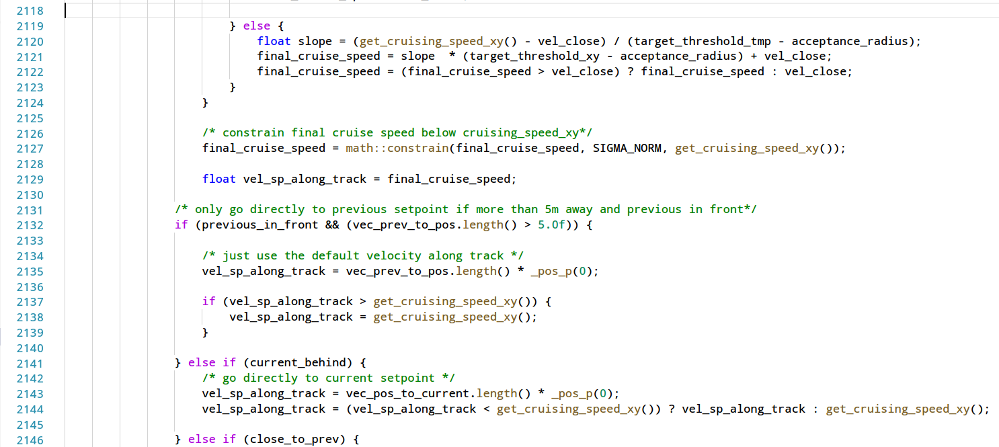 2118
2119 } else {
2120 float slope = (get_cruising_speed_xy() - vel_close) / (target_threshold_tmp - acceptance_radius);
2121 final_cruise_speed = slope  * (target_threshold_xy - acceptance_radius) + vel_close;
2122 final_cruise_speed = (final_cruise_speed > vel_close) ? final_cruise_speed : vel_close;
2123 }
2124 }
2125
2126 /* constrain final cruise speed below cruising_speed_xy*/
2127 final_cruise_speed = math::constrain(final_cruise_speed, SIGMA_NORM, get_cruising_speed_xy());
2128
2129 float vel_sp_along_track = final_cruise_speed;
2130
2131 /* only go directly to previous setpoint if more than 5m away and previous in front*/
2132 if (previous_in_front && (vec_prev_to_pos.length() > 5.0f)) {
2133
2134 /* just use the default velocity along track */
2135 vel_sp_along_track = vec_prev_to_pos.length() * _pos_p(0);
2136
2137 if (vel_sp_along_track > get_cruising_speed_xy()) {
2138 vel_sp_along_track = get_cruising_speed_xy();
2139 }
2140
2141 } else if (current_behind) {
2142 /* go directly to current setpoint */
2143 vel_sp_along_track = vec_pos_to_current.length() * _pos_p(0);
2144 vel_sp_along_track = (vel_sp_along_track < get_cruising_speed_xy()) ? vel_sp_along_track : get_cruising_speed_xy();
2145
2146 } else if (close_to_prev) {